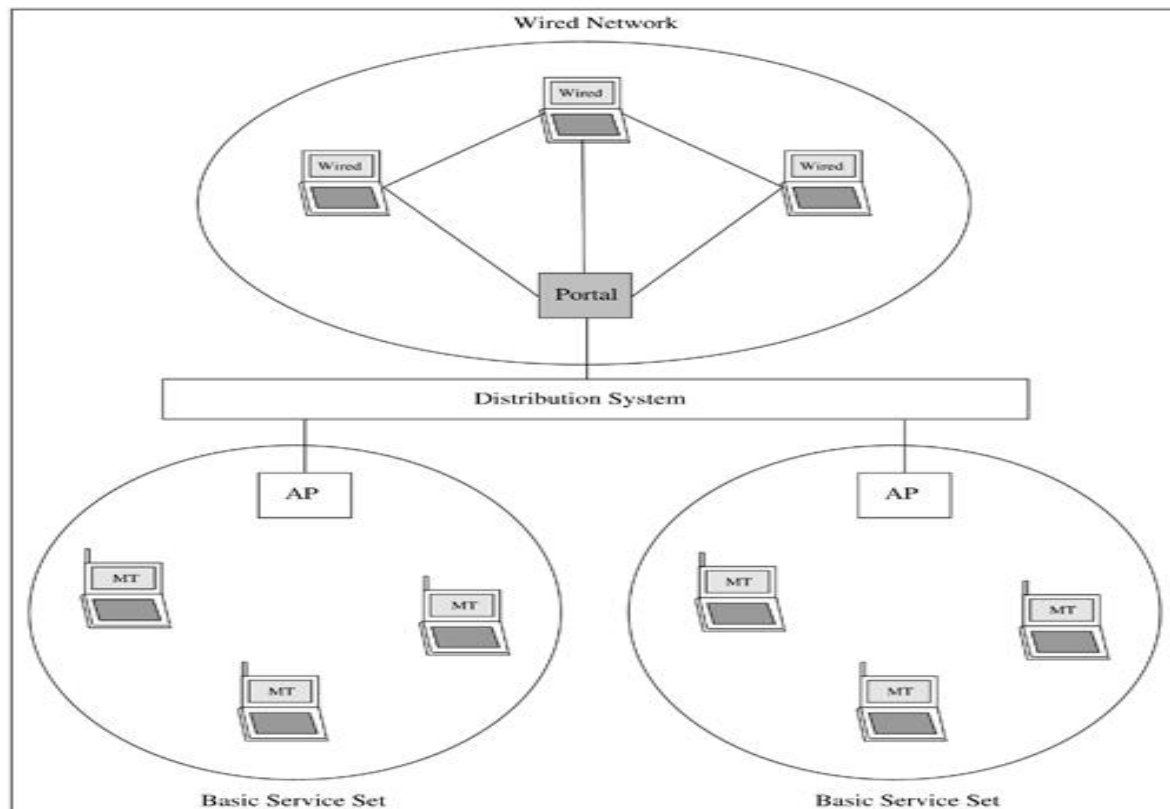 Wired Network
Wired
Wired
Wired
Portal
Distribution System
AP
AP
MT
MT
MT
MT
MT
MT
Basic Service Set
Basic Service Set